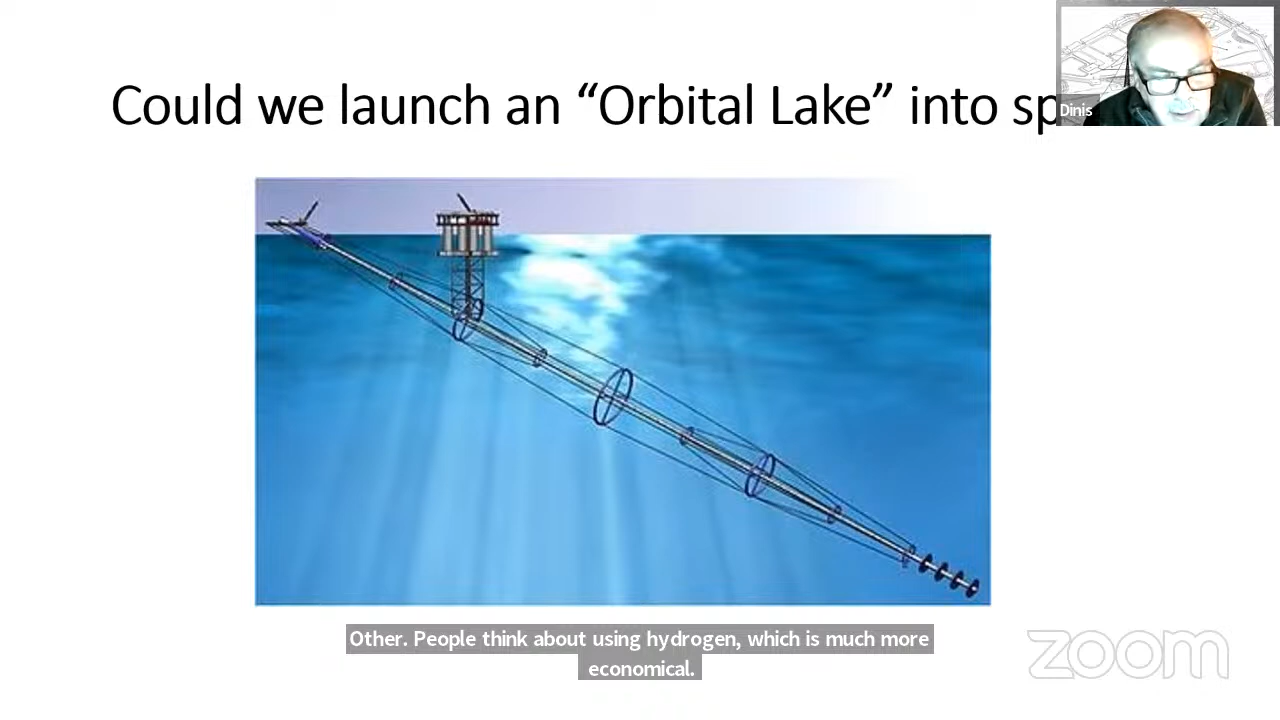 Could we launch an “Orbital Lake” into sp
Dinis
Other. People think about using hydrogen, which is much more
economical.
zoom